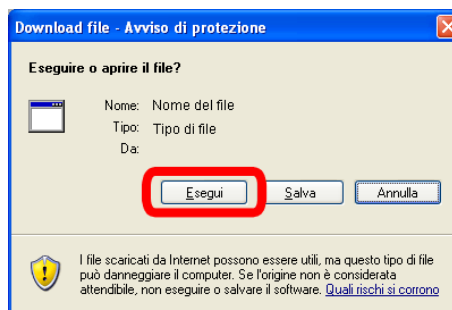 Download file - Avviso di protezione
Eseguire o aprire il file?
Nome: Nome del file
Tipo: Tipo di file
Da:
Esegui Salva Annulla
I file scaricati da Internet possono essere utili, ma questo tipo di file
può danneggiare il computer. Se l'origine non è considerata
attendibile, non eseguire o salvare il software. Quali rischi si corrono